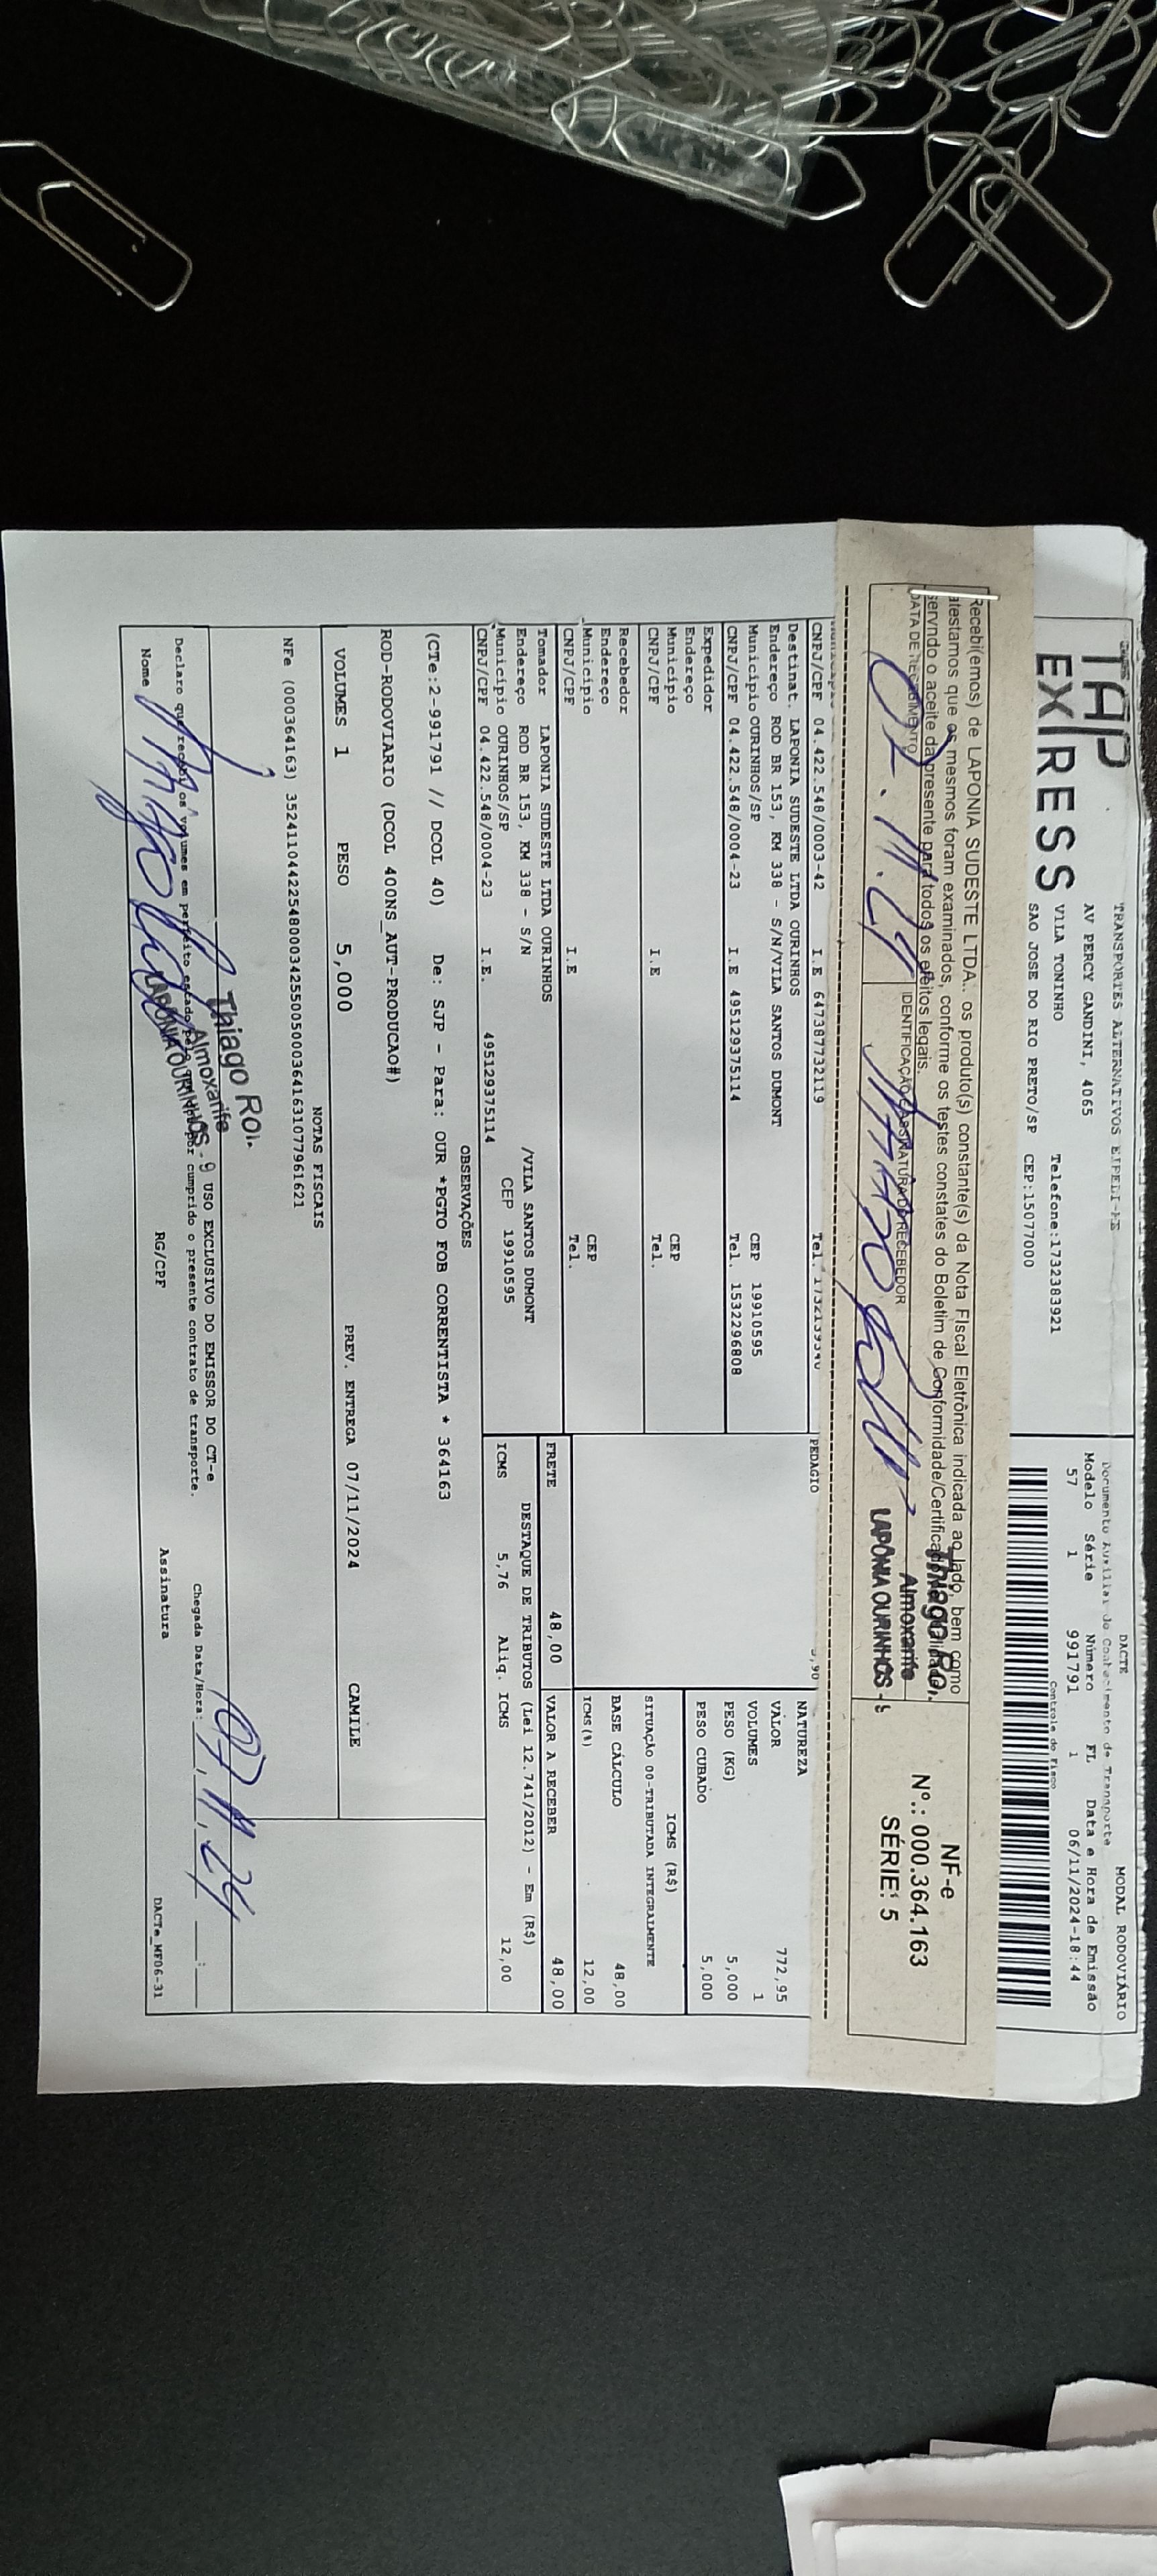 TAP
EXPRESS
TRANSPORTES ALTERNATIVOS
AV PERCY GANDINI, 4065
VILA TONINHO
Telefone:1732383921
SAO JOSE DO RIO PRETO/SP CEP:15077000
DACTE
Documento Auxiliar do Conhecimento de Transporte
MODAL RODOVIÁRIO
Modelo Série Número FL Data e Hora de Emissão
57 1 991791 1 06/11/2024-18:44
Controle do Fisco
Recebi(emos) de LAPONIA SUDESTE LTDA.. os produto(s) constante(s) da Nota FIscal Eletrônica indicada ao lado, bem como
atestamos que os mesmos foram examinados, conforme os testes constates do Boletim de Conformidade/Certificado
servndo o aceite da presente para todos os efeitos legais.
DATA DE RECEBIMENTO
IDENTIFICAÇÃO E ASSINATURA DO RECEBEDOR
07.11.24
Almoxarife
LAPÔNIA OURINHOS -
NF-e
Nº.: 000.364.163
SÉRIE: 5
CNPJ/CPF 04.422.548/0003-42 I.E 647387732119 Tel.
PEDAGIO
Destinat. LAPONIA SUDESTE LTDA OURINHOS
Endereço ROD BR 153, KM 338 - S/N/VILA SANTOS DUMONT
Município OURINHOS/SP CEP 19910595
CNPJ/CPF 04.422.548/0004-23 I.E 495129375114 Tel. 1532296808
Expedidor
Endereço
Município CEP
CNPJ/CPF I.E Tel.
Recebedor
Endereço
Município CEP
CNPJ/CPF I.E Tel.
NATUREZA
VALOR 772,95
VOLUMES 1
PESO (KG) 5,000
PESO CUBADO 5,000
ICMS (R$)
SITUAÇÃO 00-TRIBUTADA INTEGRALMENTE
BASE CÁLCULO 48,00
ICMS(%) 12,00
Tomador LAPONIA SUDESTE LTDA OURINHOS
Endereço ROD BR 153, KM 338 - S/N /VILA SANTOS DUMONT
Município OURINHOS/SP CEP 19910595
CNPJ/CPF 04.422.548/0004-23 I.E. 495129375114
FRETE 48,00 VALOR A RECEBER 48,00
DESTAQUE DE TRIBUTOS (Lei 12.741/2012) - Em (R$)
ICMS 5,76 Aliq. ICMS 12,00
OBSERVAÇÕES
(CTe:2-991791 // DCOL 40) De: SJP - Para: OUR *PGTO FOB CORRENTISTA * 364163
ROD-RODOVIARIO (DCOL 400NS_AUT-PRODUCAO#)
VOLUMES 1 PESO 5,000 PREV. ENTREGA 07/11/2024 CAMILE
NOTAS FISCAIS
NFe (000364163) 35241104422548000342550050003641631077961621
Thiago
Almoxarife
LAPÔNIA OURINHOS - 9
USO EXCLUSIVO DO EMISSOR DO CT-e
Declaro que recebi os volumes em perfeito estado pelo que dou por cumprido o presente contrato de transporte.
Chegada Data/Hora: 07.11.24
Nome RG/CPF Assinatura
DACTe_MF06-31